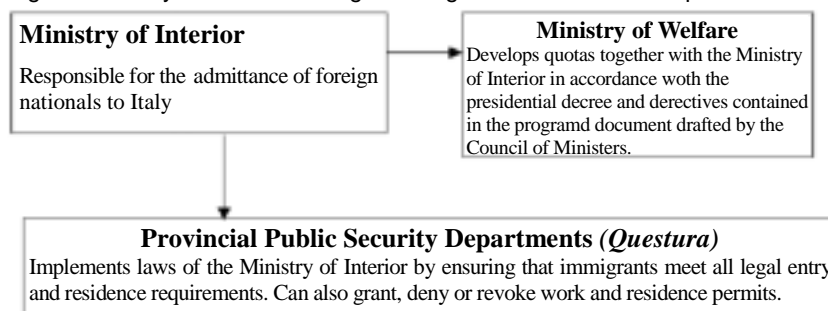 Ministry of Interior
Responsible for the admittance of foreign
nationals to Italy
Ministry of Welfare
Develops quotas together with the Ministry
of Interior in accordance woth the
presidential decree and derectives contained
in the programd document drafted by the
Council of Ministers.
Provincial Public Security Departments (Questura)
Implements laws of the Ministry of Interior by ensuring that immigrants meet all legal entry
and residence requirements. Can also grant, deny or revoke work and residence permits.